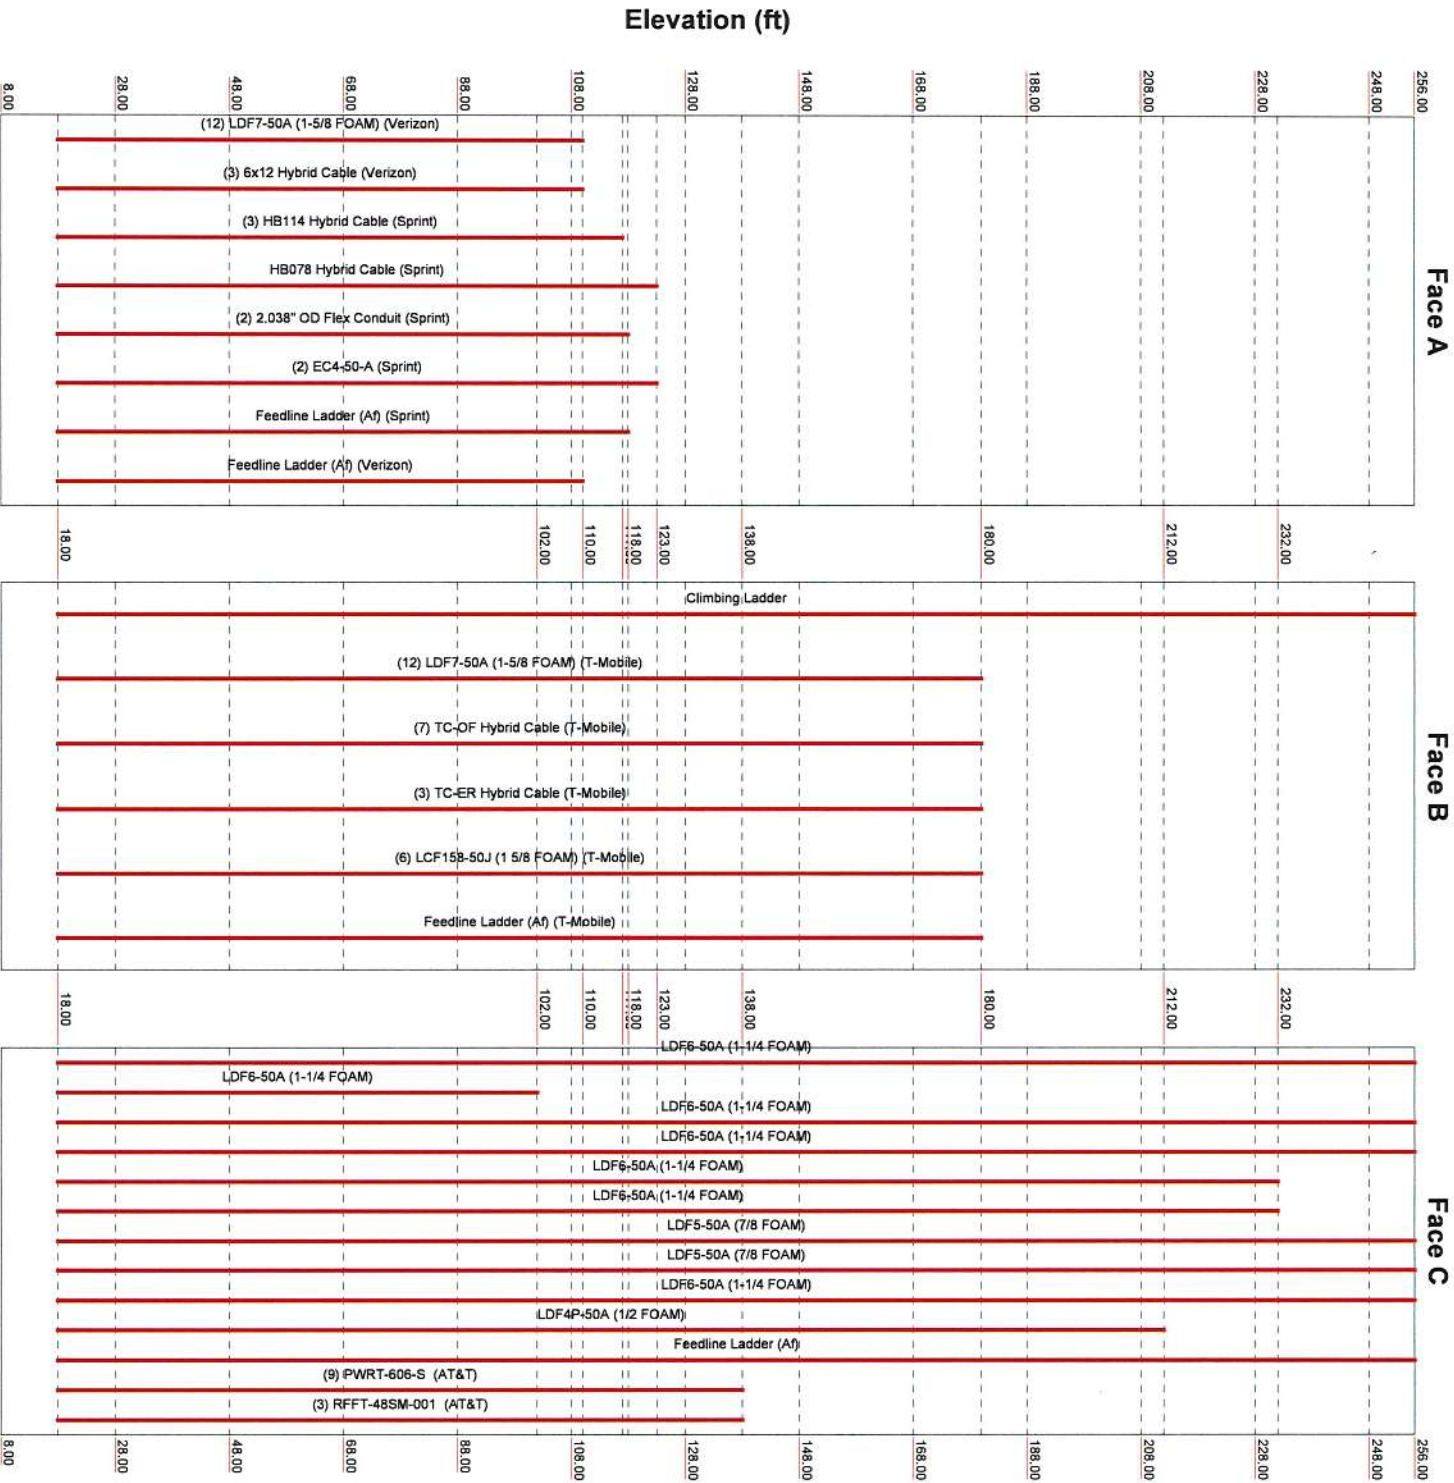 Elevation (ft)
8.00
28.00
48.00
68.00
88.00
108.00
128.00
148.00
168.00
188.00
208.00
228.00
248.00
256.00
Face A
(12) LDF7-50A (1-5/8 FOAM) (Verizon)
(3) 6x12 Hybrid Cable (Verizon)
(3) HB114 Hybrid Cable (Sprint)
HB078 Hybrid Cable (Sprint)
(2) 2.038" OD Flex Conduit (Sprint)
(2) EC4-50-A (Sprint)
Feedline Ladder (Af) (Sprint)
Feedline Ladder (Af) (Verizon)
18.00
102.00
110.00
118.00
123.00
138.00
180.00
212.00
232.00
Face B
Climbing Ladder
(12) LDF7-50A (1-5/8 FOAM) (T-Mobile)
(7) TC-OF Hybrid Cable (T-Mobile)
(3) TC-ER Hybrid Cable (T-Mobile)
(6) LCF158-50J (1 5/8 FOAM) (T-Mobile)
Feedline Ladder (Af) (T-Mobile)
18.00
102.00
110.00
118.00
123.00
138.00
180.00
212.00
232.00
Face C
LDF6-50A (1-1/4 FOAM)
LDF6-50A (1-1/4 FOAM)
LDF6-50A (1-1/4 FOAM)
LDF6-50A (1-1/4 FOAM)
LDF6-50A (1-1/4 FOAM)
LDF6-50A (1-1/4 FOAM)
LDF5-50A (7/8 FOAM)
LDF5-50A (7/8 FOAM)
LDF6-50A (1-1/4 FOAM)
LDF4P-50A (1/2 FOAM)
Feedline Ladder (Af)
(9) PWRT-606-S (AT&T)
(3) RFFT-48SM-001 (AT&T)
8.00
28.00
48.00
68.00
88.00
108.00
128.00
148.00
168.00
188.00
208.00
228.00
248.00
256.00